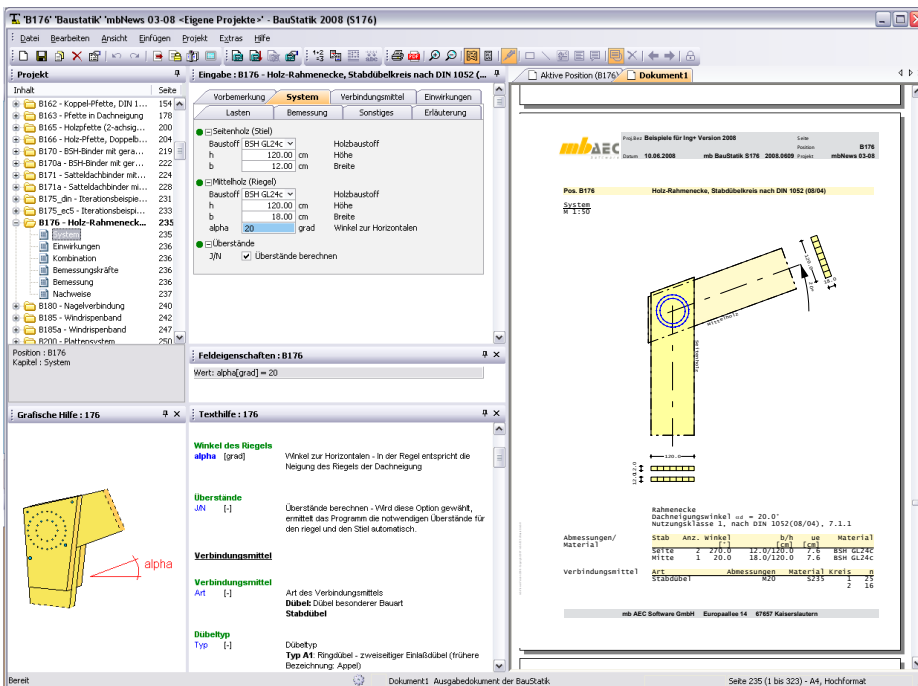 'B176' 'Baustatik' 'mbNews 03-08 <Eigene Projekte>' - BauStatik 2008 (S176)
Datei Bearbeiten Ansicht Einfügen Projekt Extras Hilfe
Projekt
Inhalt Seite
B162 - Koppel-Pfette, DIN 1... 154
B163 - Pfette in Dachneigung 178
B165 - Holzpfette (2-achsig... 200
B166 - Holz-Pfette, Doppelb... 204
B170 - BSH-Binder mit gera... 219
B170a - BSH-Binder mit ger... 222
B171 - Satteldachbinder mit... 224
B171a - Satteldachbinder mi... 228
B175_din - Iterationsbeispie... 231
B175_ec5 - Iterationsbeispi... 233
B176 - Holz-Rahmeneck... 235
System 235
Einwirkungen 236
Kombination 236
Bemessungskräfte 236
Bemessung 236
Nachweise 237
B180 - Nagelverbindung 240
B185 - Windrispenband 242
B185a - Windrispenband 247
B200 - Plattensystem 250
Position : B176
Kapitel : System
Eingabe : B176 - Holz-Rahmenecke, Stabdübelkreis nach DIN 1052 (...
Vorbemerkung System Verbindungsmittel Einwirkungen
Lasten Bemessung Sonstiges Erläuterung
Seitenholz (Stiel)
Baustoff BSH GL24c Holzbaustoff
h 120.00 cm Höhe
b 12.00 cm Breite
Mittelholz (Riegel)
Baustoff BSH GL24c Holzbaustoff
h 120.00 cm Höhe
b 18.00 cm Breite
alpha 20 grad Winkel zur Horizontalen
Überstände
J/N Überstände berechnen
Feldeigenschaften : B176
Wert: alpha[grad] = 20
Grafische Hilfe : 176
alpha
Texthilfe : 176
Winkel des Riegels
alpha [grad] Winkel zur Horizontalen - In der Regel entspricht die
Neigung des Riegels der Dachneigung
Überstände
J/N [-] Überstände berechnen - Wird diese Option gewählt,
ermittelt das Programm die notwendigen Überstände für
den riegel und den Stiel automatisch.
Verbindungsmittel
Verbindungsmittel
Art [-] Art des Verbindungsmittels
Dübel: Dübel besonderer Bauart
Stabdübel
Dübeltyp
Typ [-] Dübeltyp
Typ A1: Ringdübel - zweiseitiger Einlaßdübel (frühere
Bezeichnung: Appel)
Aktive Position (B176) Dokument1
mb AEC Software
Proj.Bez Beispiele für Ing+ Version 2008 Seite
Position B176
Datum 10.06.2008 mb BauStatik S176 2008.0609 Projekt mbNews 03-08
Pos. B176 Holz-Rahmenecke, Stabdübelkreis nach DIN 1052 (08/04)
System
M 1:50
120.0
20°
Mittelholz
Seitenholz
120.0
12.0 12.0
Rahmenecke
Dachneigungswinkel αd = 20.0°
Nutzungsklasse 1, nach DIN 1052(08/04), 7.1.1
Abmessungen/ Stab Anz. Winkel b/h ue Material
Material [°] [cm] [cm]
Seite 2 270.0 12.0/120.0 7.6 BSH GL24c
Mitte 1 20.0 18.0/120.0 7.6 BSH GL24c
Verbindungsmittel Art Abmessungen Material Kreis n
Stabdübel M20 S235 1 25
2 16
mb AEC Software GmbH Europaallee 14 67657 Kaiserslautern
Bereit Dokument1 Ausgabedokument der BauStatik Seite 235 (1 bis 323) - A4, Hochformat